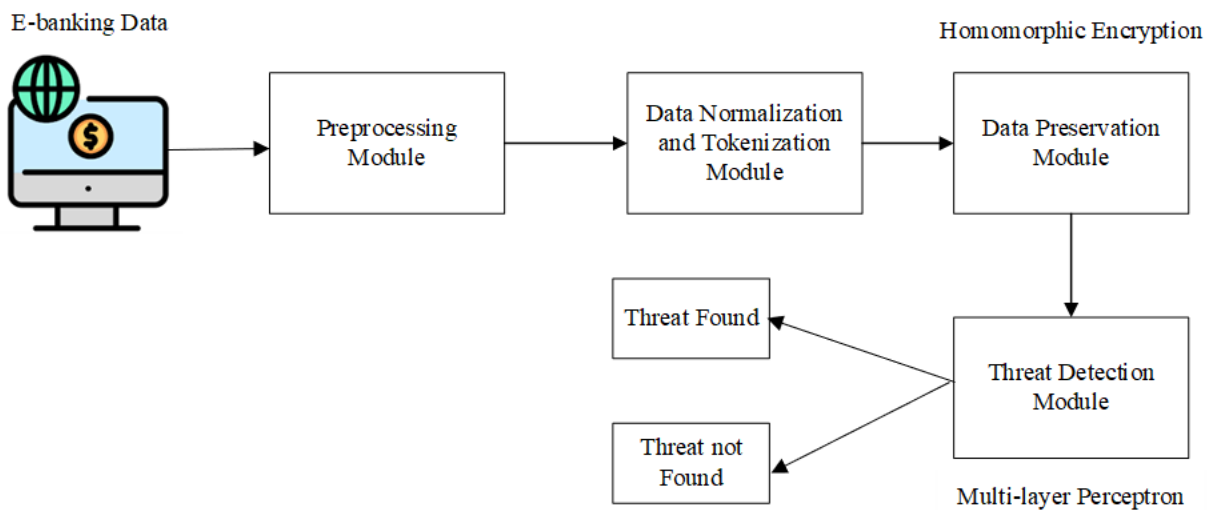 E-banking Data
Homomorphic Encryption
$
Preprocessing
Module
Data Normalization
and Tokenization
Module
Data Preservation
Module
Threat Found
Threat Detection
Module
Threat not
Found
Multi-layer Perceptron